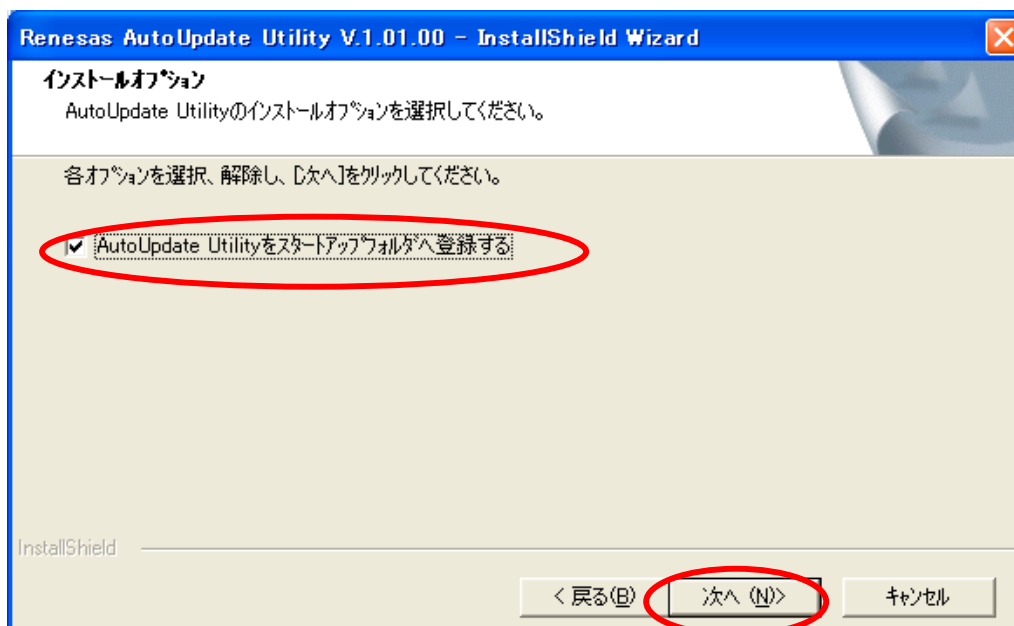 Renesas AutoUpdate Utility V.1.01.00 - InstallShield Wizard
インストールオプション
AutoUpdate Utilityのインストールオプションを選択してください。
各オプションを選択、解除し、[次へ]をクリックしてください。
AutoUpdate Utilityをスタートアップフォルダへ登録する
InstallShield
< 戻る(B)
次へ (N)>
キャンセル